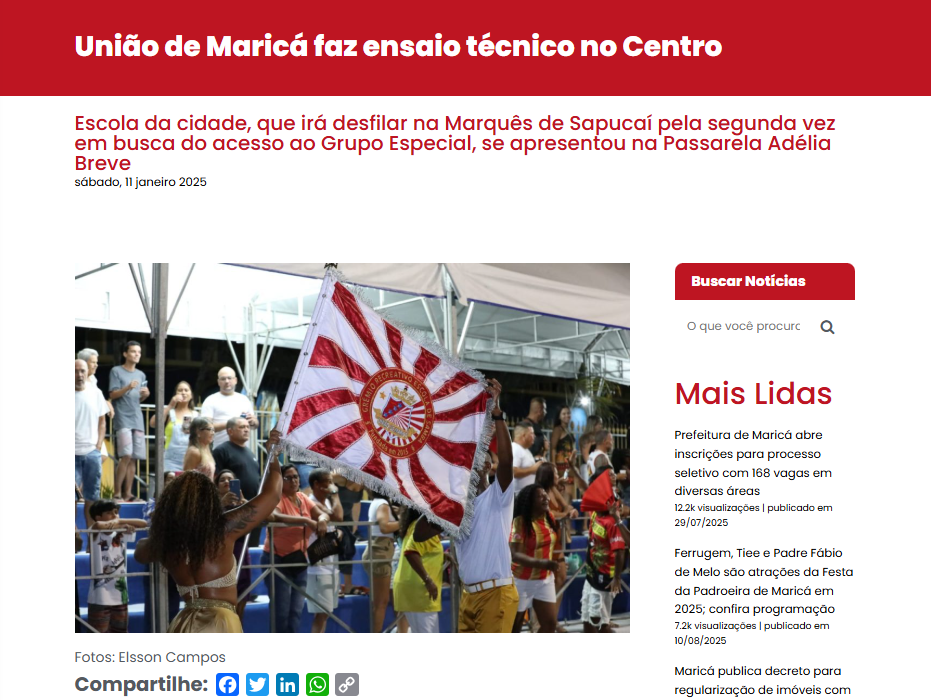 União de Maricá faz ensaio técnico no Centro
Escola da cidade, que irá desfilar na Marquês de Sapucaí pela segunda vez
em busca do acesso ao Grupo Especial, se apresentou na Passarela Adélia
Breve
sábado, 11 janeiro 2025
Fotos: Elsson Campos
Compartilhe:
Buscar Notícias
O que você procurc
Mais Lidas
Prefeitura de Maricá abre
inscrições para processo
seletivo com 168 vagas em
diversas áreas
12.2k visualizações | publicado em
29/07/2025
Ferrugem, Tiee e Padre Fábio
de Melo são atrações da Festa
da Padroeira de Maricá em
2025; confira programação
7.2k visualizações | publicado em
10/08/2025
Maricá publica decreto para
regularização de imóveis com